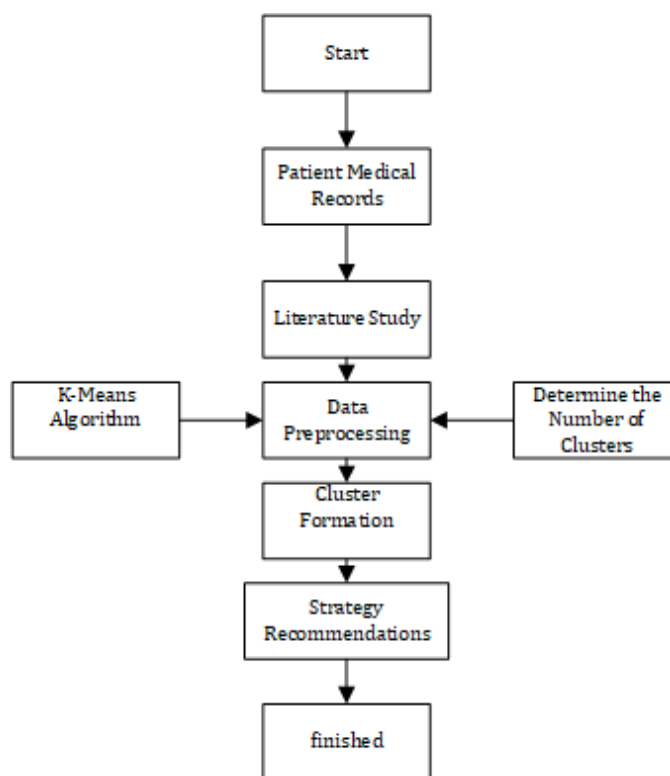 Start
Patient Medical
Records
Literature Study
K-Means
Algorithm
Data
Preprocessing
Determine the
Number of
Clusters
Cluster
Formation
Strategy
Recommendations
finished